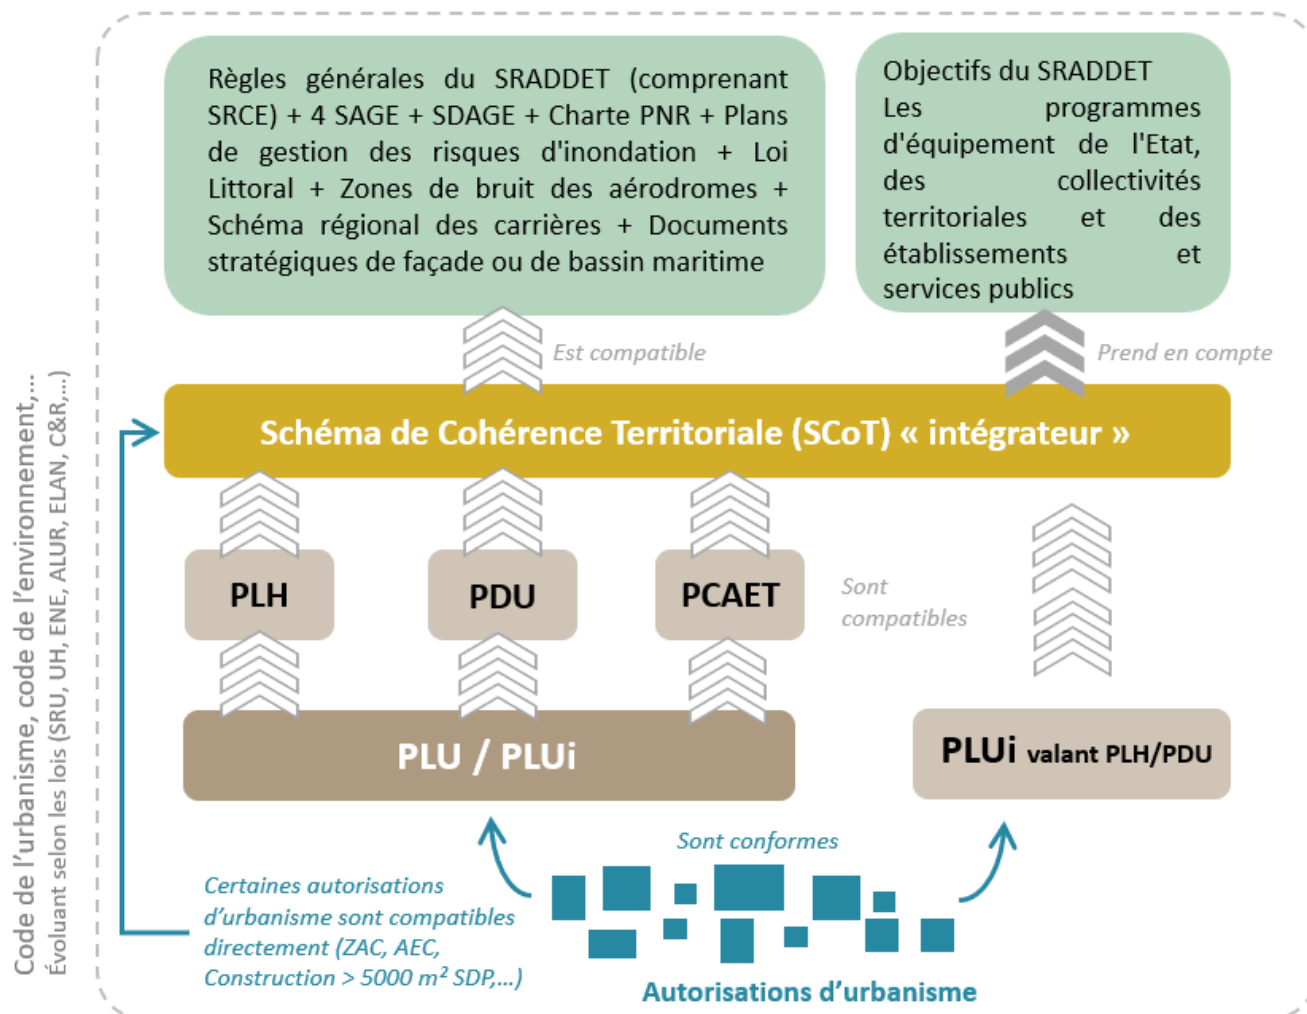 Règles générales du SRADDET (comprenant
SRCE) + 4 SAGE + SDAGE + Charte PNR + Plans
de gestion des risques d'inondation + Loi
Littoral + Zones de bruit des aérodromes +
Schéma régional des carrières + Documents
stratégiques de façade ou de bassin maritime
Objectifs du SRADDET
Les programmes
d'équipement de l'Etat,
des collectivités
territoriales et des
établissements et
services publics
Est compatible
Prend en compte
Schéma de Cohérence Territoriale (SCoT) « intégrateur »
PLH
PDU
PCAET
Sont
compatibles
PLU / PLUi
PLUi valant PLH/PDU
Sont conformes
Certaines autorisations
d’urbanisme sont compatibles
directement (ZAC, AEC,
Construction > 5000 m² SDP,...)
Autorisations d’urbanisme
Code de l’urbanisme, code de l’environnement,...
Évoluant selon les lois (SRU, UH, ENE, ALUR, ELAN, C&R,...)